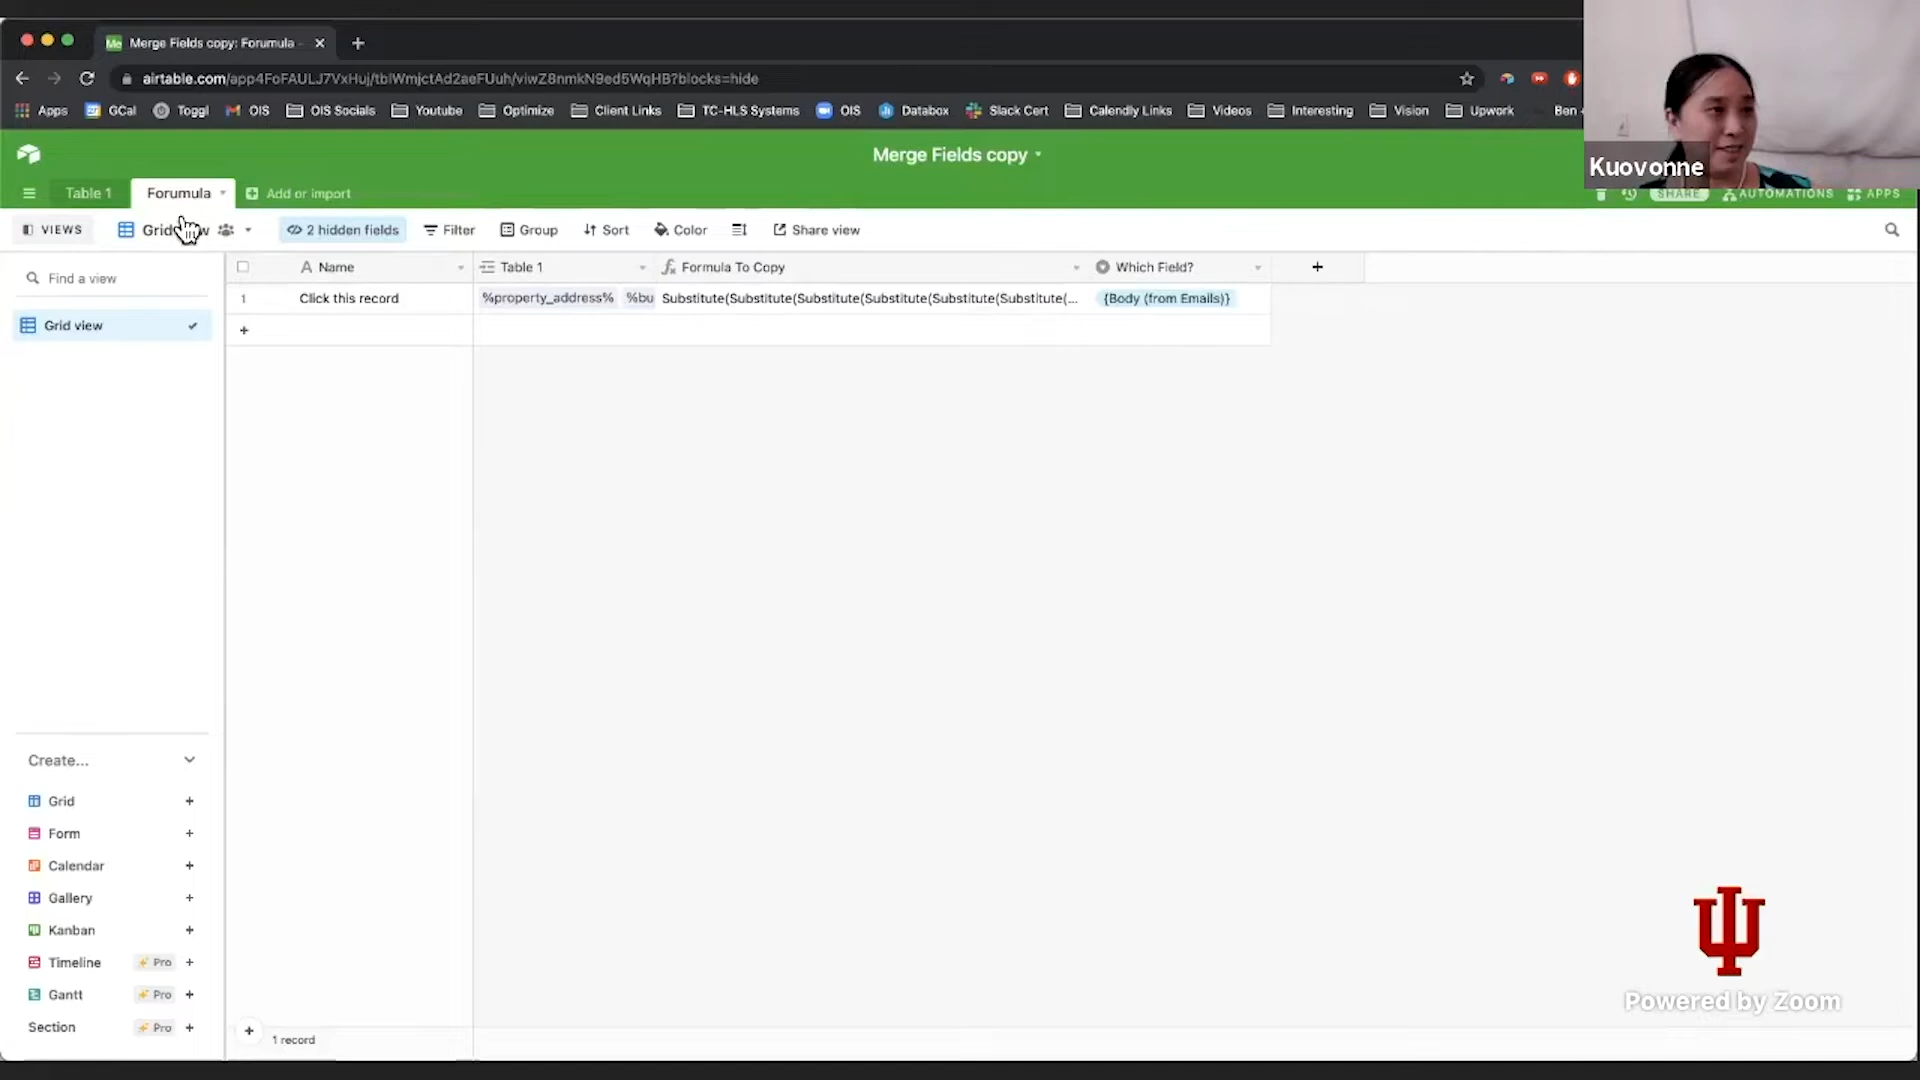 Merge Fields copy: Forumula -
airtable.com/app4FoFAULJ7VxHuj/tblWmjctAd2aeFUuh/viwZ8nmkN9ed5WqHB?blocks=hide
Apps GCal Toggl OIS OIS Socials Youtube Optimize Client Links TC-HLS Systems OIS Databox Slack Cert Calendly Links Videos Interesting Vision Upwork Ben
Kuovonne
Merge Fields copy
Table 1 Forumula Add or import SHARE AUTOMATIONS APPS
VIEWS Grid view 2 hidden fields Filter Group Sort Color Share view
Find a view
Grid view
Name Table 1 Formula To Copy Which Field?
1 Click this record %property_address% %bu Substitute(Substitute(Substitute(Substitute(Substitute(Substitute(... {Body (from Emails)}
Create...
Grid
Form
Calendar
Gallery
Kanban
Timeline Pro
Gantt Pro
Section Pro
1 record
Powered by Zoom